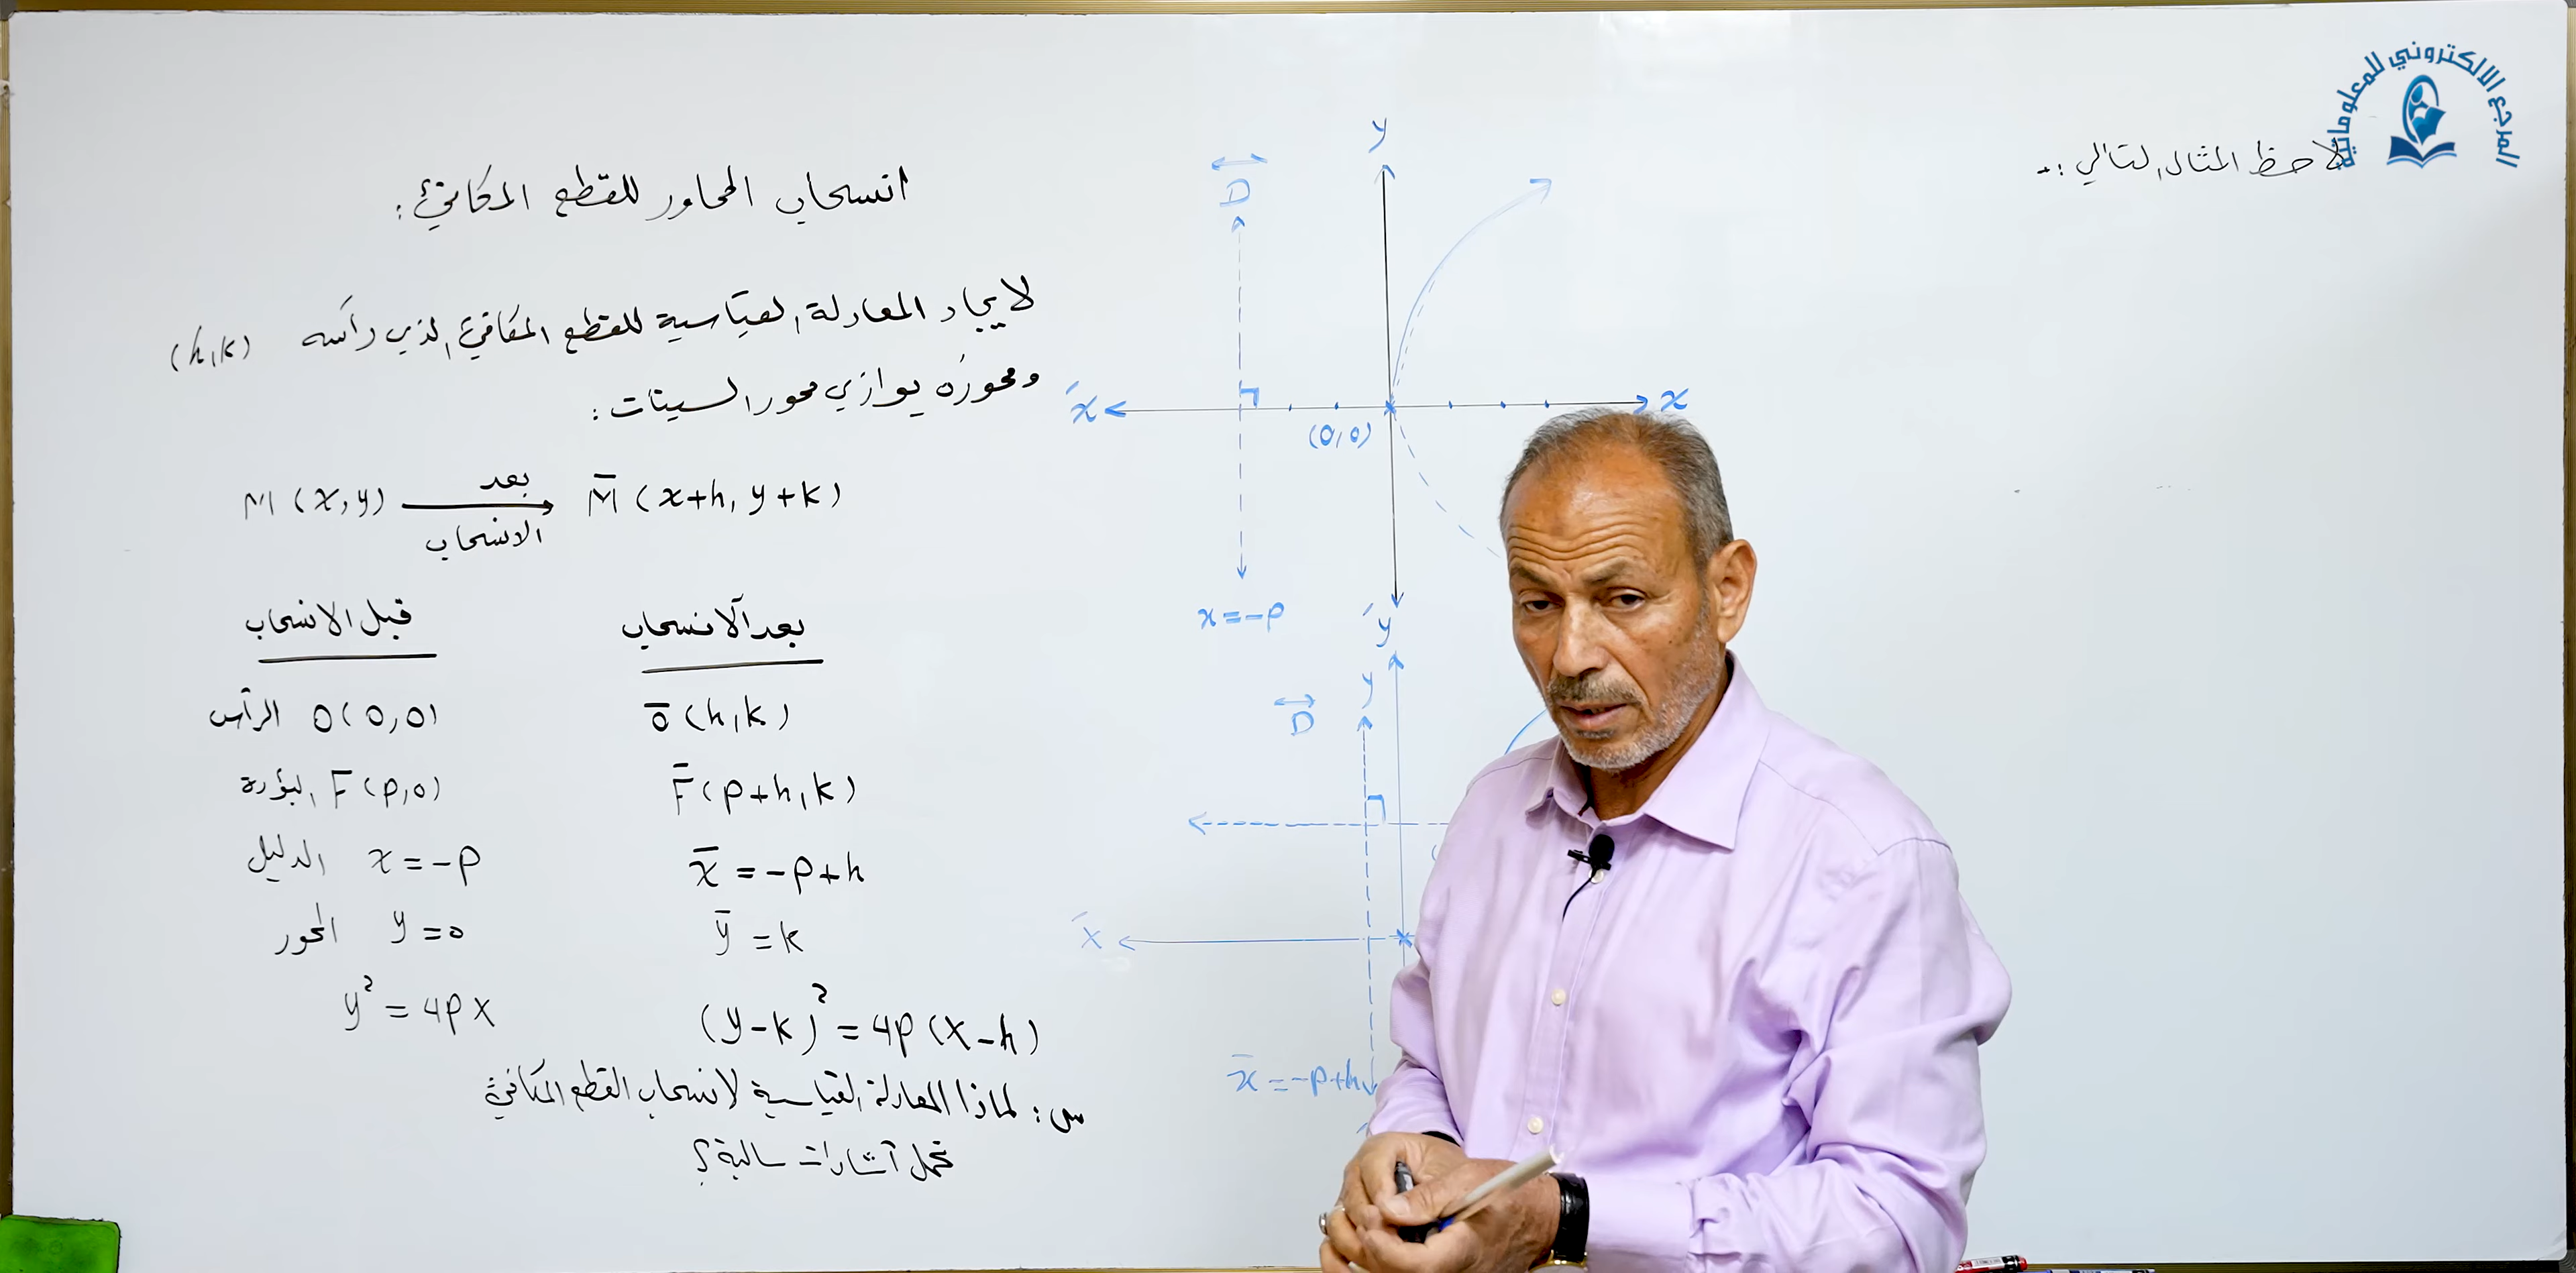 المرجع الالكتروني للمعلوماتية
لاحظ المثال التالي :-
انسحاب المحاور للقطع المكافئ :
لايجاد المعادلة القياسية للقطع المكافئ الذي رأسه (h,k)
ومحوره يوازي محور السينات :
M (x,y) بعد الانسحاب M̄ (x+h, y+k)
قبل الانسحاب بعد الانسحاب
الرأس O(0,0) ō(h,k)
البؤرة F(p,0) F̄(p+h,k)
الدليل x=-p x̄=-p+h
المحور y=0 ȳ=k
y²=4px (y-k)²=4p(x-h)
س: لماذا المعادلة القياسية لانسحاب القطع المكافئ
تحمل اشارات سالبة؟
y
D
x́ x
(0,0)
x=-p ý
y
D
x̄
x̄=-p+h